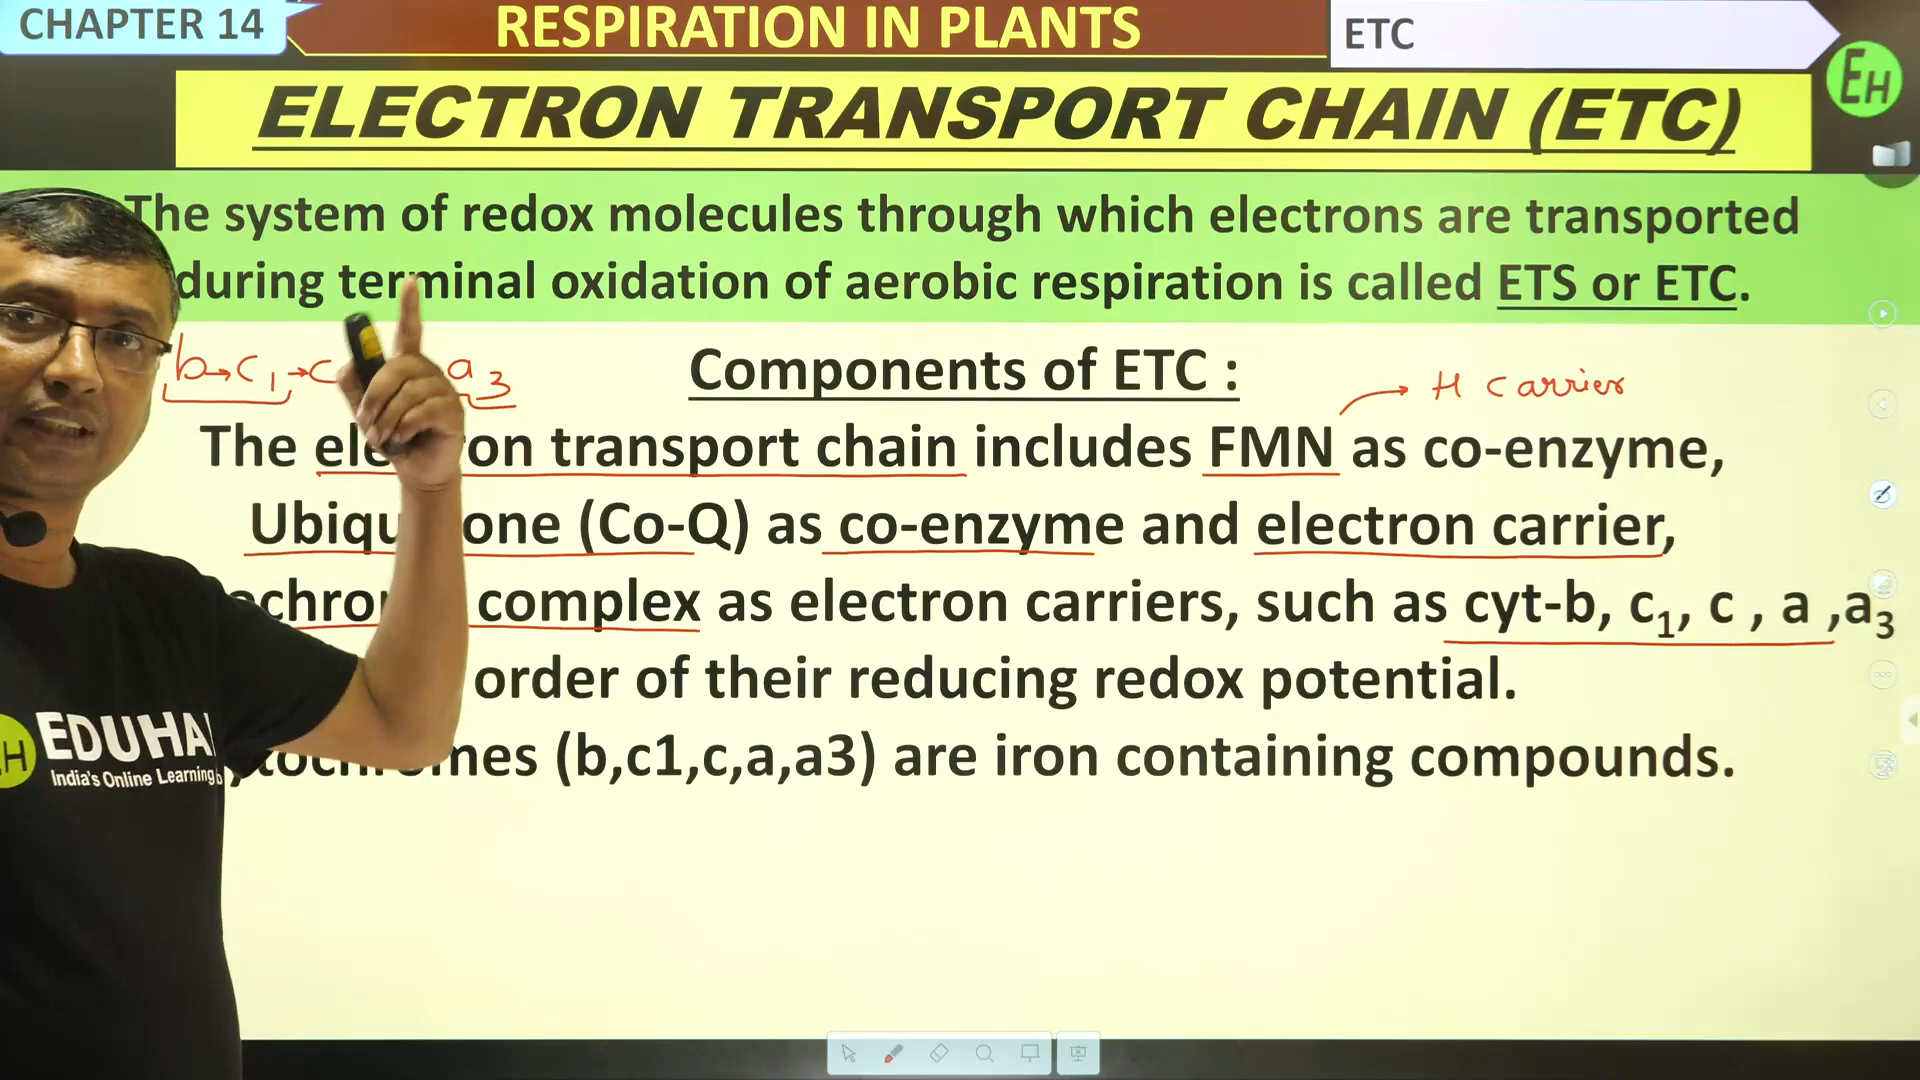 CHAPTER 14
RESPIRATION IN PLANTS
ETC
EH
ELECTRON TRANSPORT CHAIN (ETC)
The system of redox molecules through which electrons are transported
during terminal oxidation of aerobic respiration is called ETS or ETC.
b→c₁→c a₃
Components of ETC :
→ H carrier
The on transport chain includes FMN as co-enzyme,
(Co-Q) as co-enzyme and electron carrier,
complex as electron carriers, such as cyt-b, c₁, c , a ,a₃
order of their reducing redox potential.
(b,c1,c,a,a3) are iron containing compounds.
H EDUHA
India's Online Learning